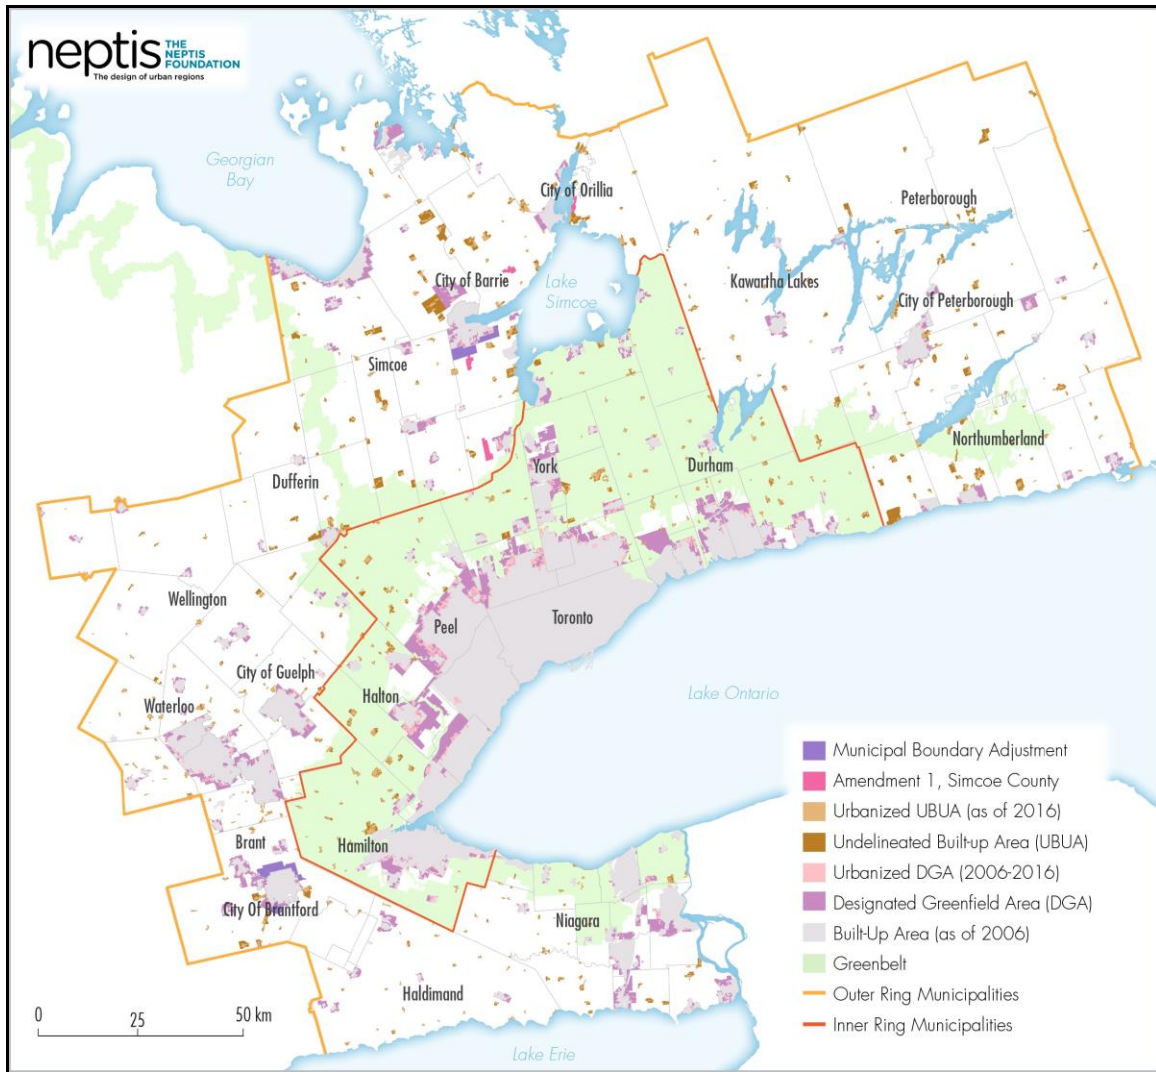 neptis THE
NEPTIS
FOUNDATION
The design of urban regions
Georgian
Bay
City of Orillia
Peterborough
City of Barrie
Lake
Simcoe
Kawartha Lakes
City of Peterborough
Simcoe
Northumberland
York
Durham
Dufferin
Wellington
Peel
Toronto
City of Guelph
Halton
Waterloo
Lake Ontario
Brant
Hamilton
City Of Brantford
Niagara
Haldimand
Lake Erie
0
25
50 km
Municipal Boundary Adjustment
Amendment 1, Simcoe County
Urbanized UBUA (as of 2016)
Undelineated Built-up Area (UBUA)
Urbanized DGA (2006-2016)
Designated Greenfield Area (DGA)
Built-Up Area (as of 2006)
Greenbelt
Outer Ring Municipalities
Inner Ring Municipalities